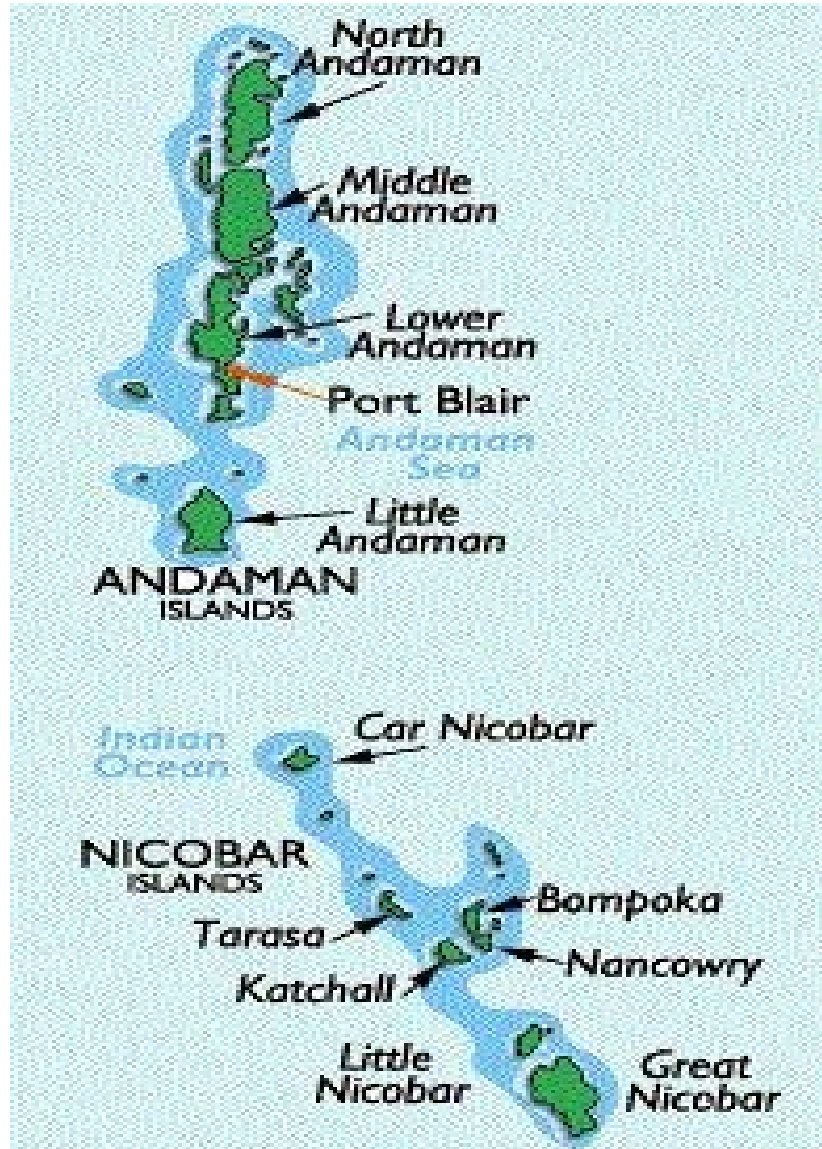 North
Andaman
Middle
Andaman
Lower
Andaman
Port Blair
Andaman
Sea
Little
Andaman
ANDAMAN
ISLANDS
Car Nicobar
Indian
Ocean
NICOBAR
ISLANDS
Bompoka
Tarasa
Nancowry
Katchall
Little
Nicobar
Great
Nicobar